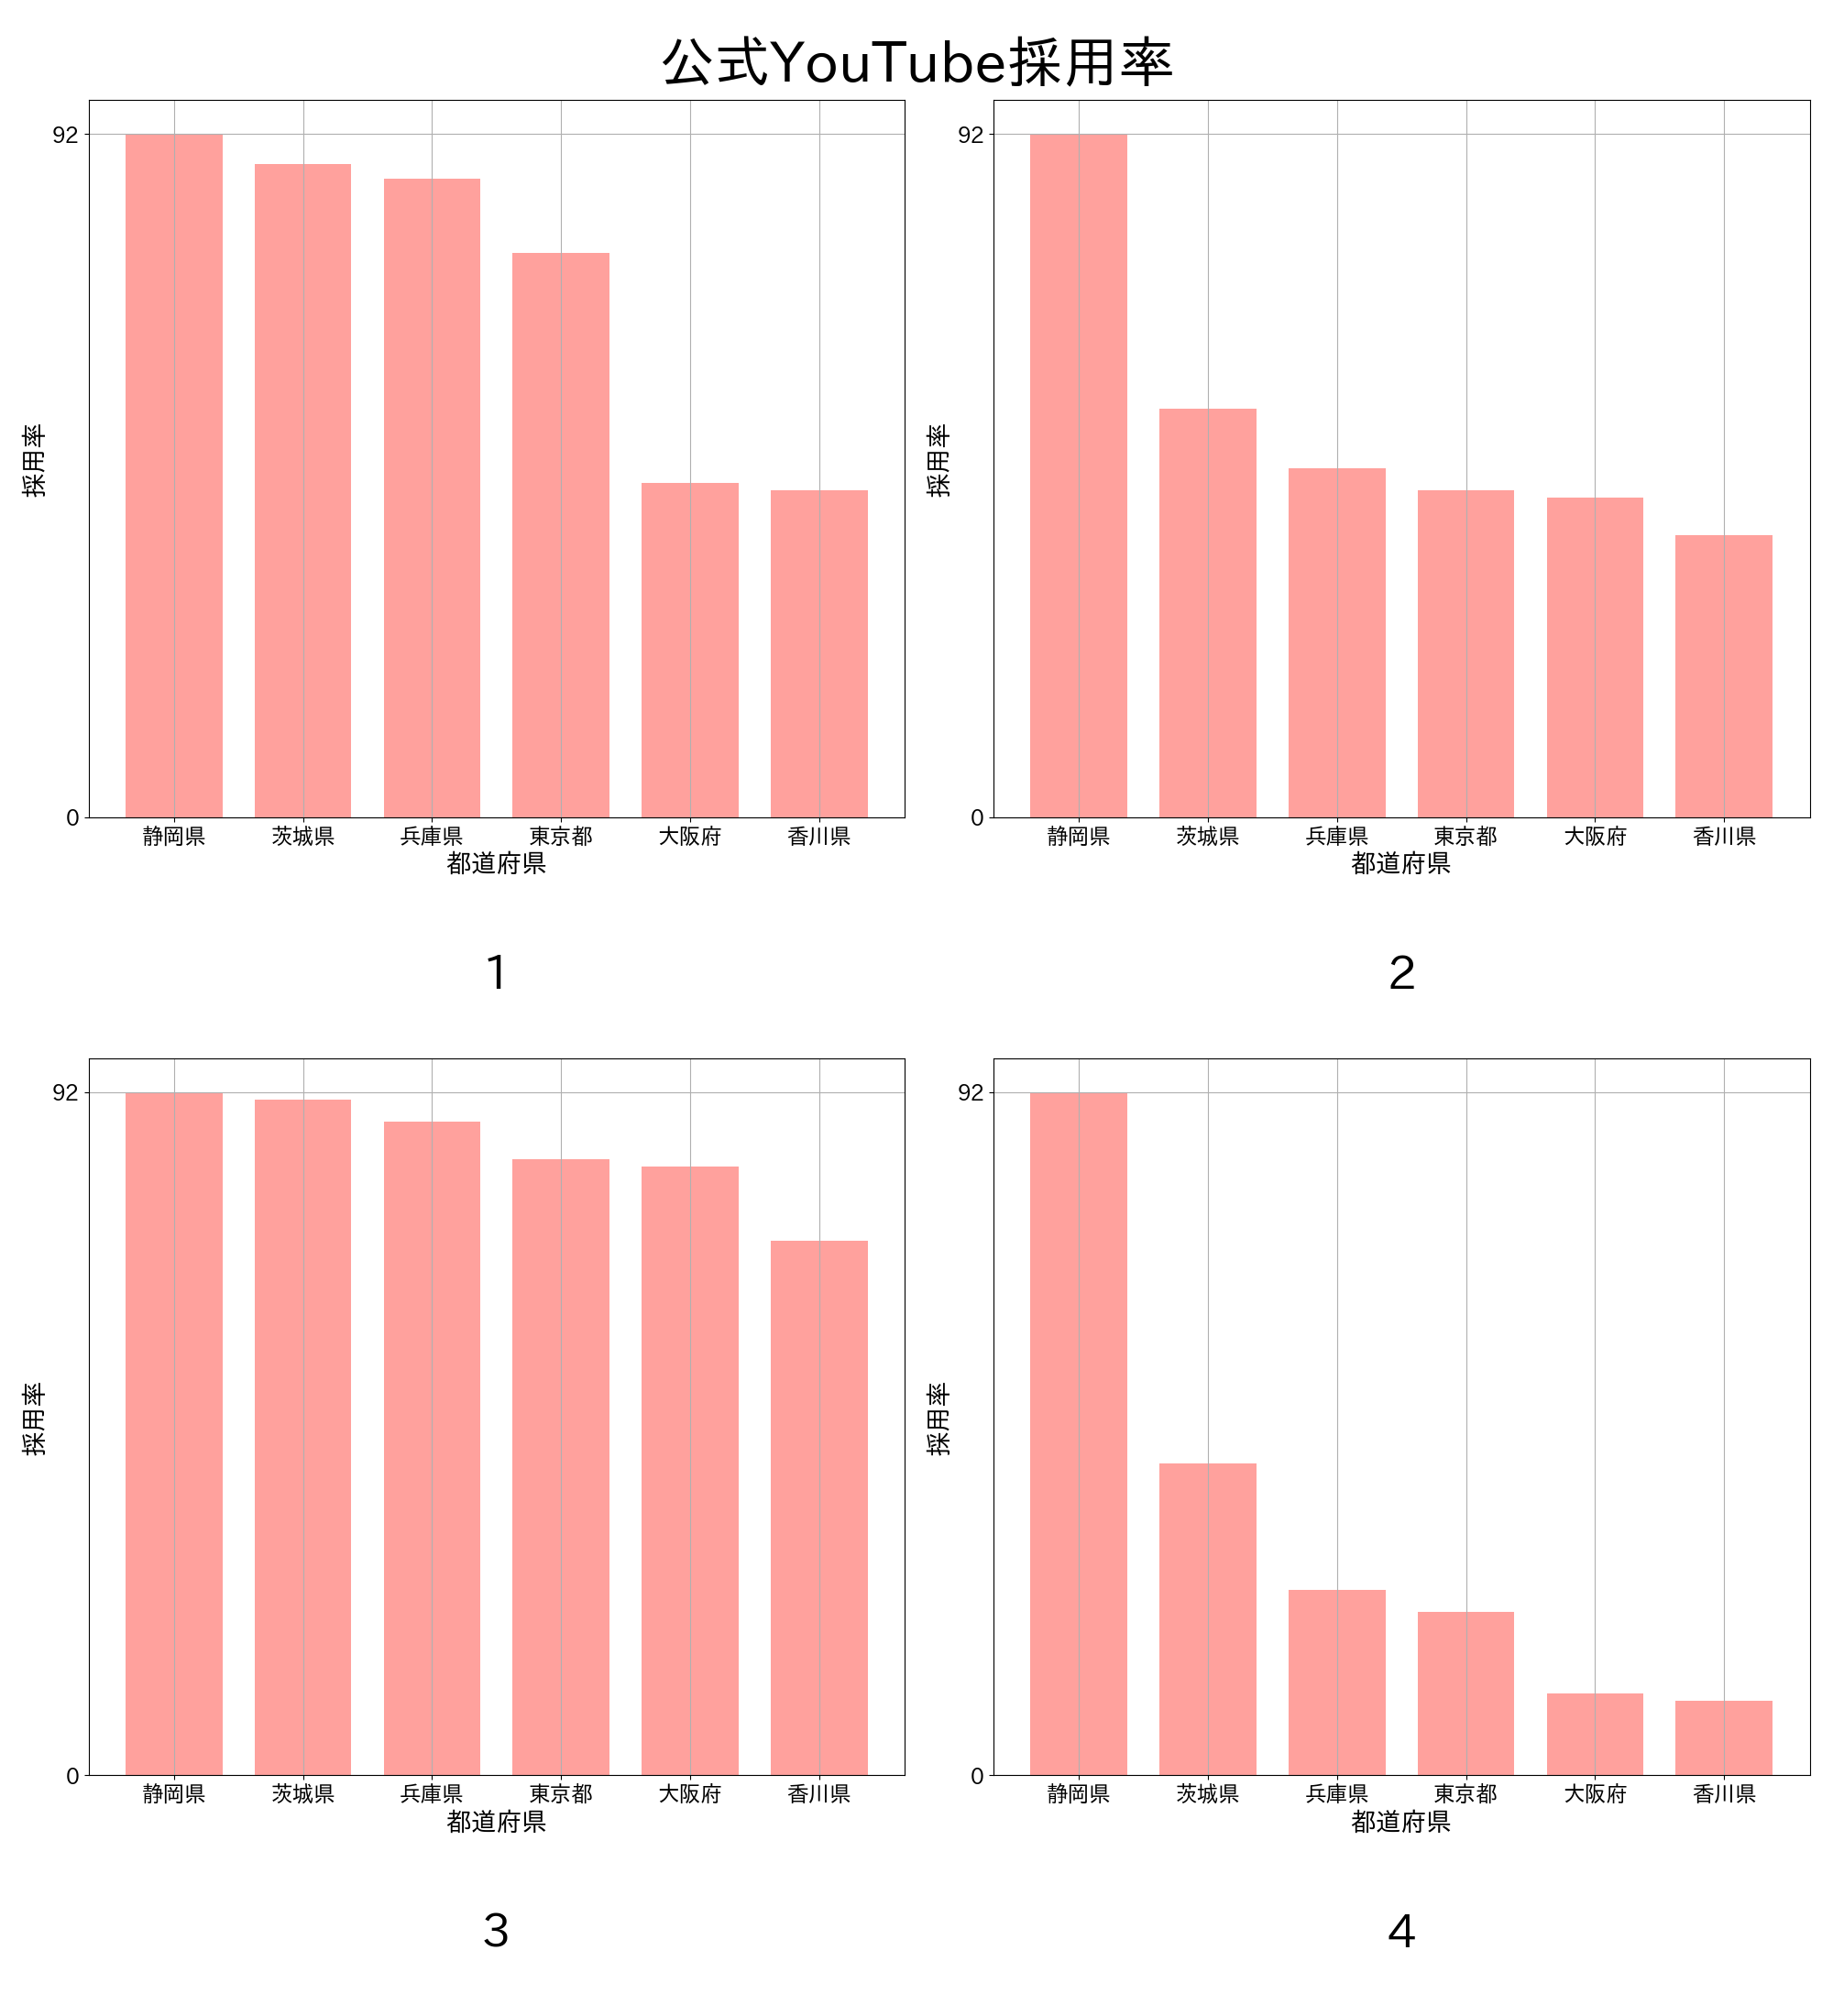 公式YouTube採用率
92
0
採用率
静岡県 茨城県 兵庫県 東京都 大阪府 香川県
都道府県
1
92
0
採用率
静岡県 茨城県 兵庫県 東京都 大阪府 香川県
都道府県
2
92
0
採用率
静岡県 茨城県 兵庫県 東京都 大阪府 香川県
都道府県
3
92
0
採用率
静岡県 茨城県 兵庫県 東京都 大阪府 香川県
都道府県
4